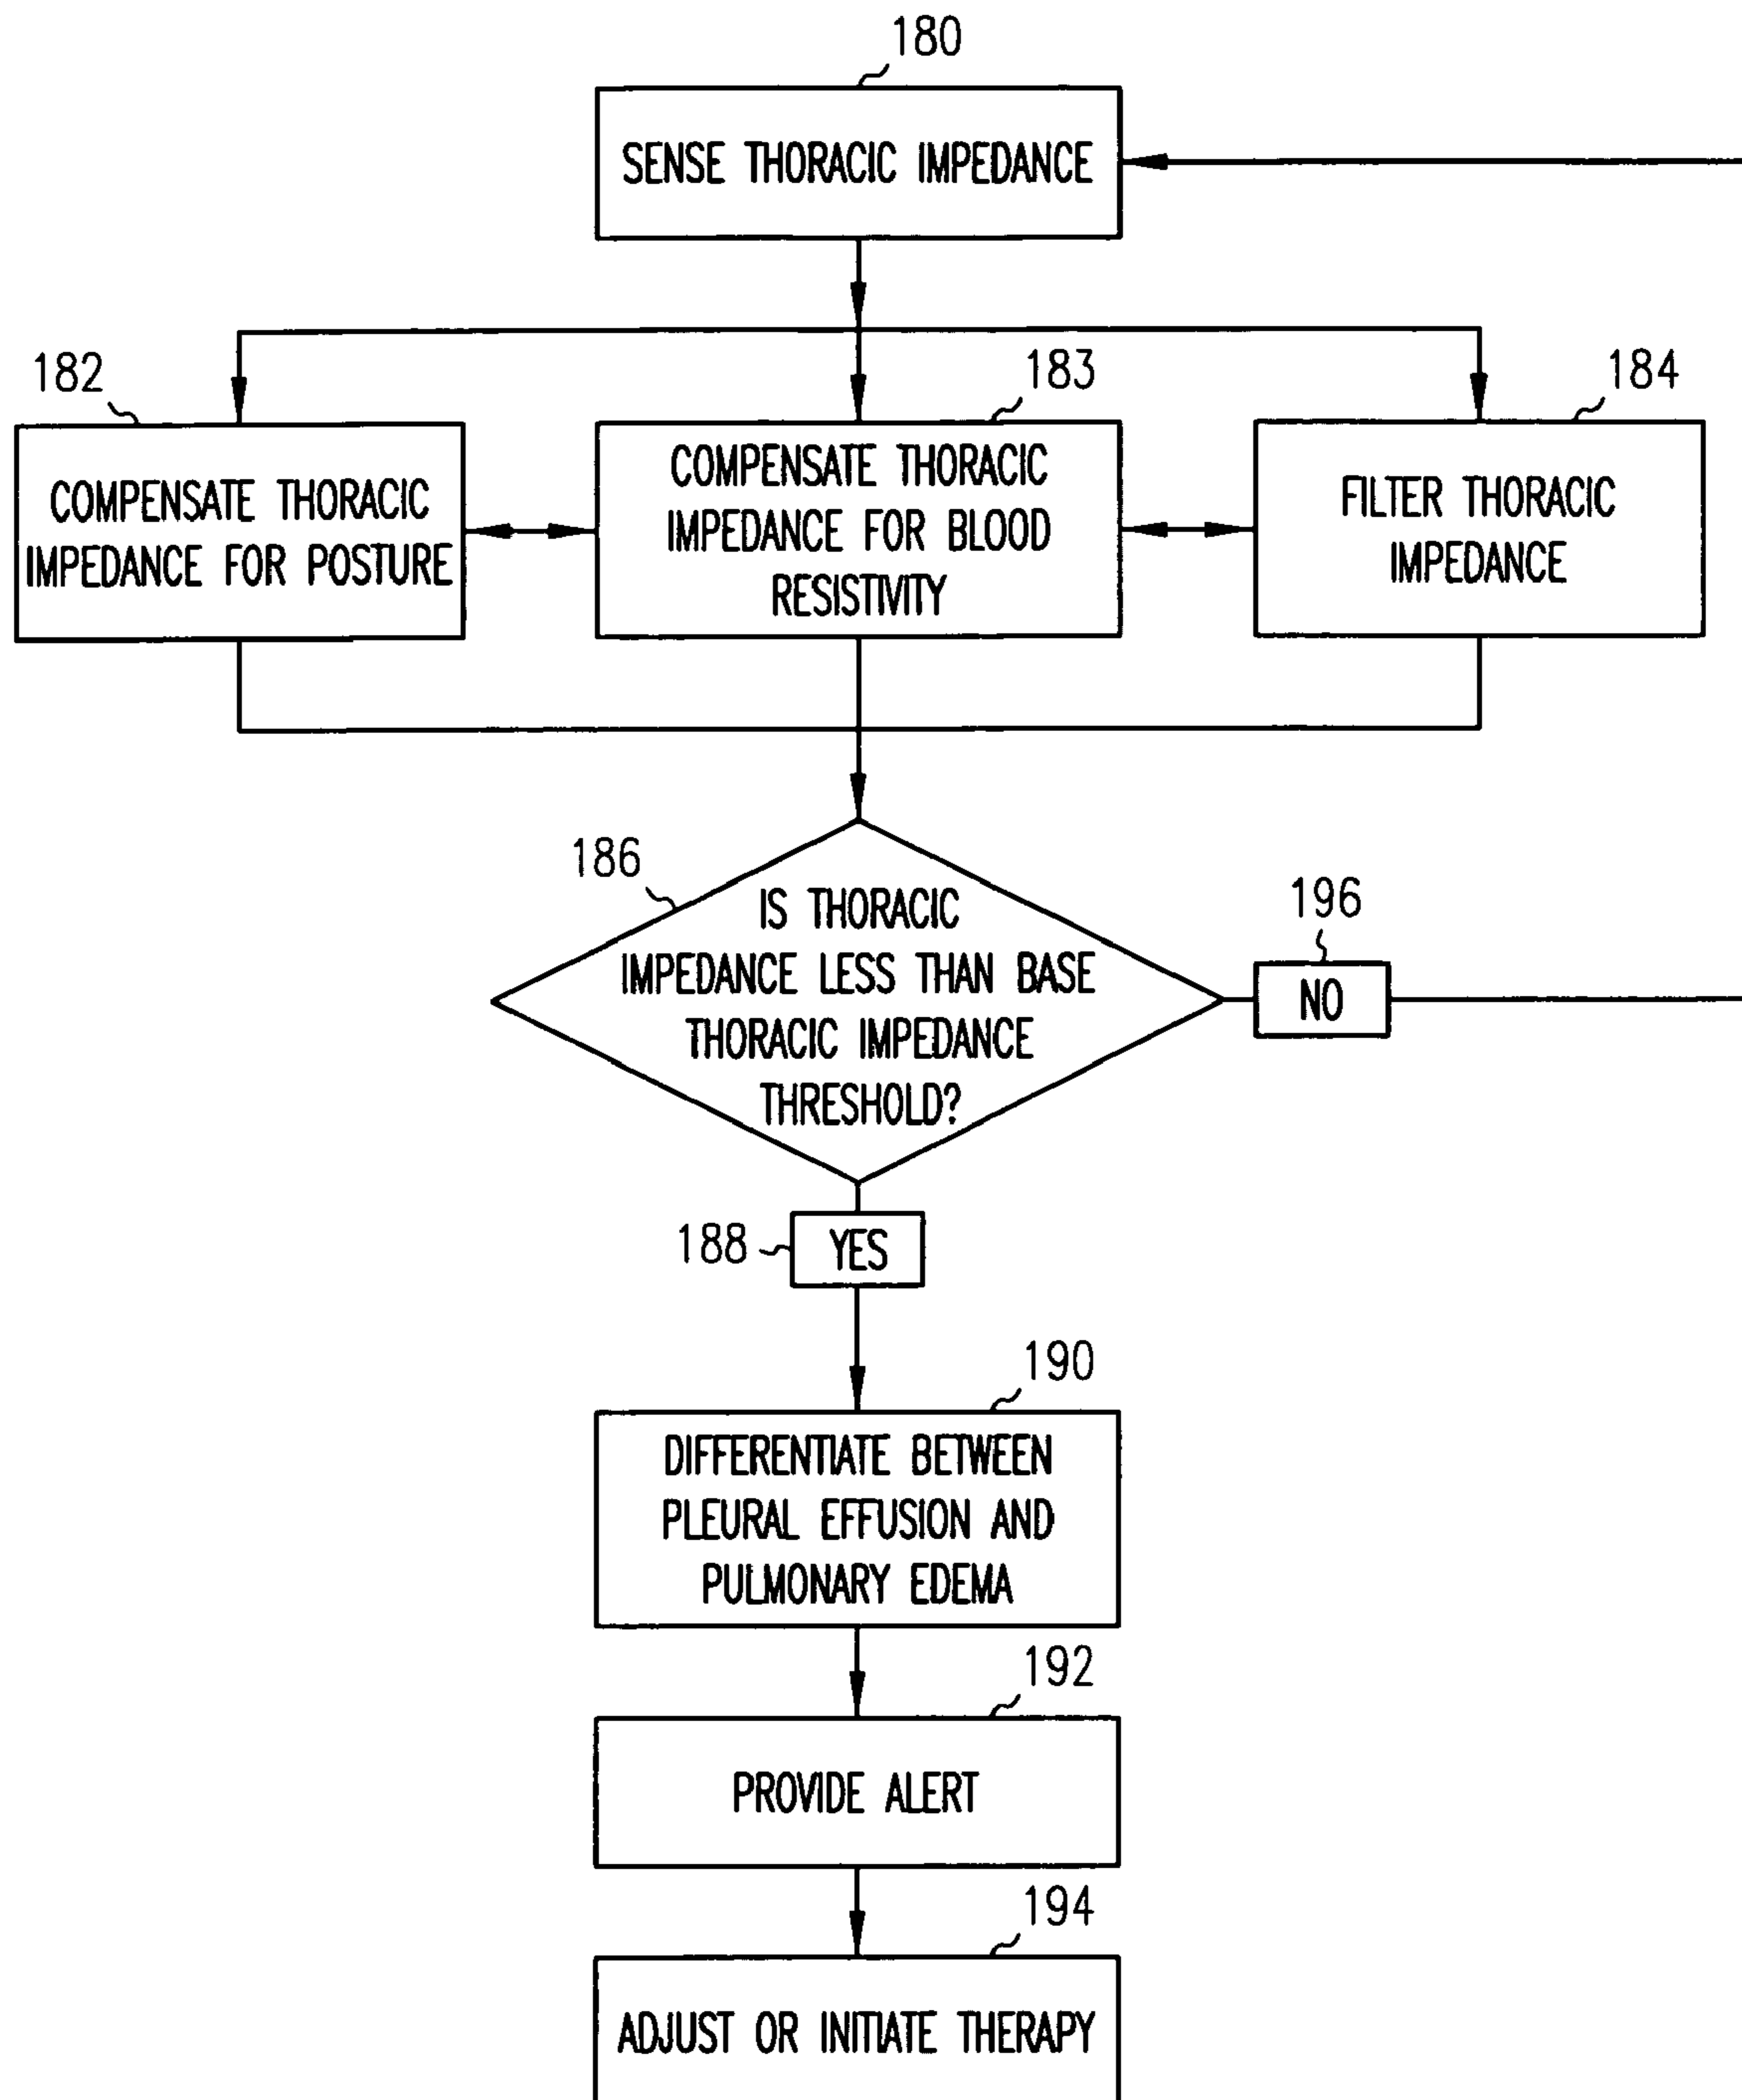 180
SENSE THORACIC IMPEDANCE
182
COMPENSATE THORACIC
IMPEDANCE FOR POSTURE
183
COMPENSATE THORACIC
IMPEDANCE FOR BLOOD
RESISTIVITY
184
FILTER THORACIC
IMPEDANCE
186
IS THORACIC
IMPEDANCE LESS THAN BASE
THORACIC IMPEDANCE
THRESHOLD?
196
NO
188
YES
190
DIFFERENTIATE BETWEEN
PLEURAL EFFUSION AND
PULMONARY EDEMA
192
PROVIDE ALERT
194
ADJUST OR INITIATE THERAPY